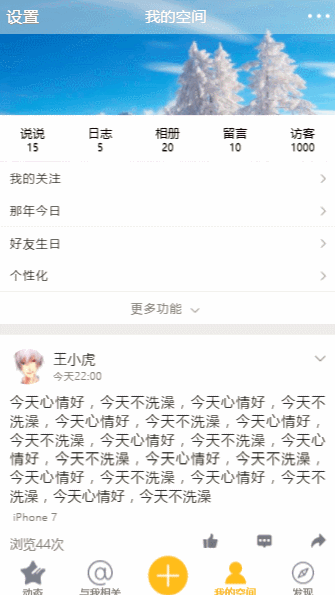 设置 我的空间
说说 日志 相册 留言 访客
15 5 20 10 1000
我的关注
那年今日
好友生日
个性化
更多功能
王小虎
今天22:00
今天心情好，今天不洗澡，今天心情好，今天不
洗澡，今天心情好，今天不洗澡，今天心情好，
今天不洗澡，今天心情好，今天不洗澡，今天心
情好，今天不洗澡，今天心情好，今天不洗澡，
今天心情好，今天不洗澡，今天心情好，今天不
洗澡，今天心情好，今天不洗澡
iPhone 7
浏览44次
动态 与我相关 我的空间 发现